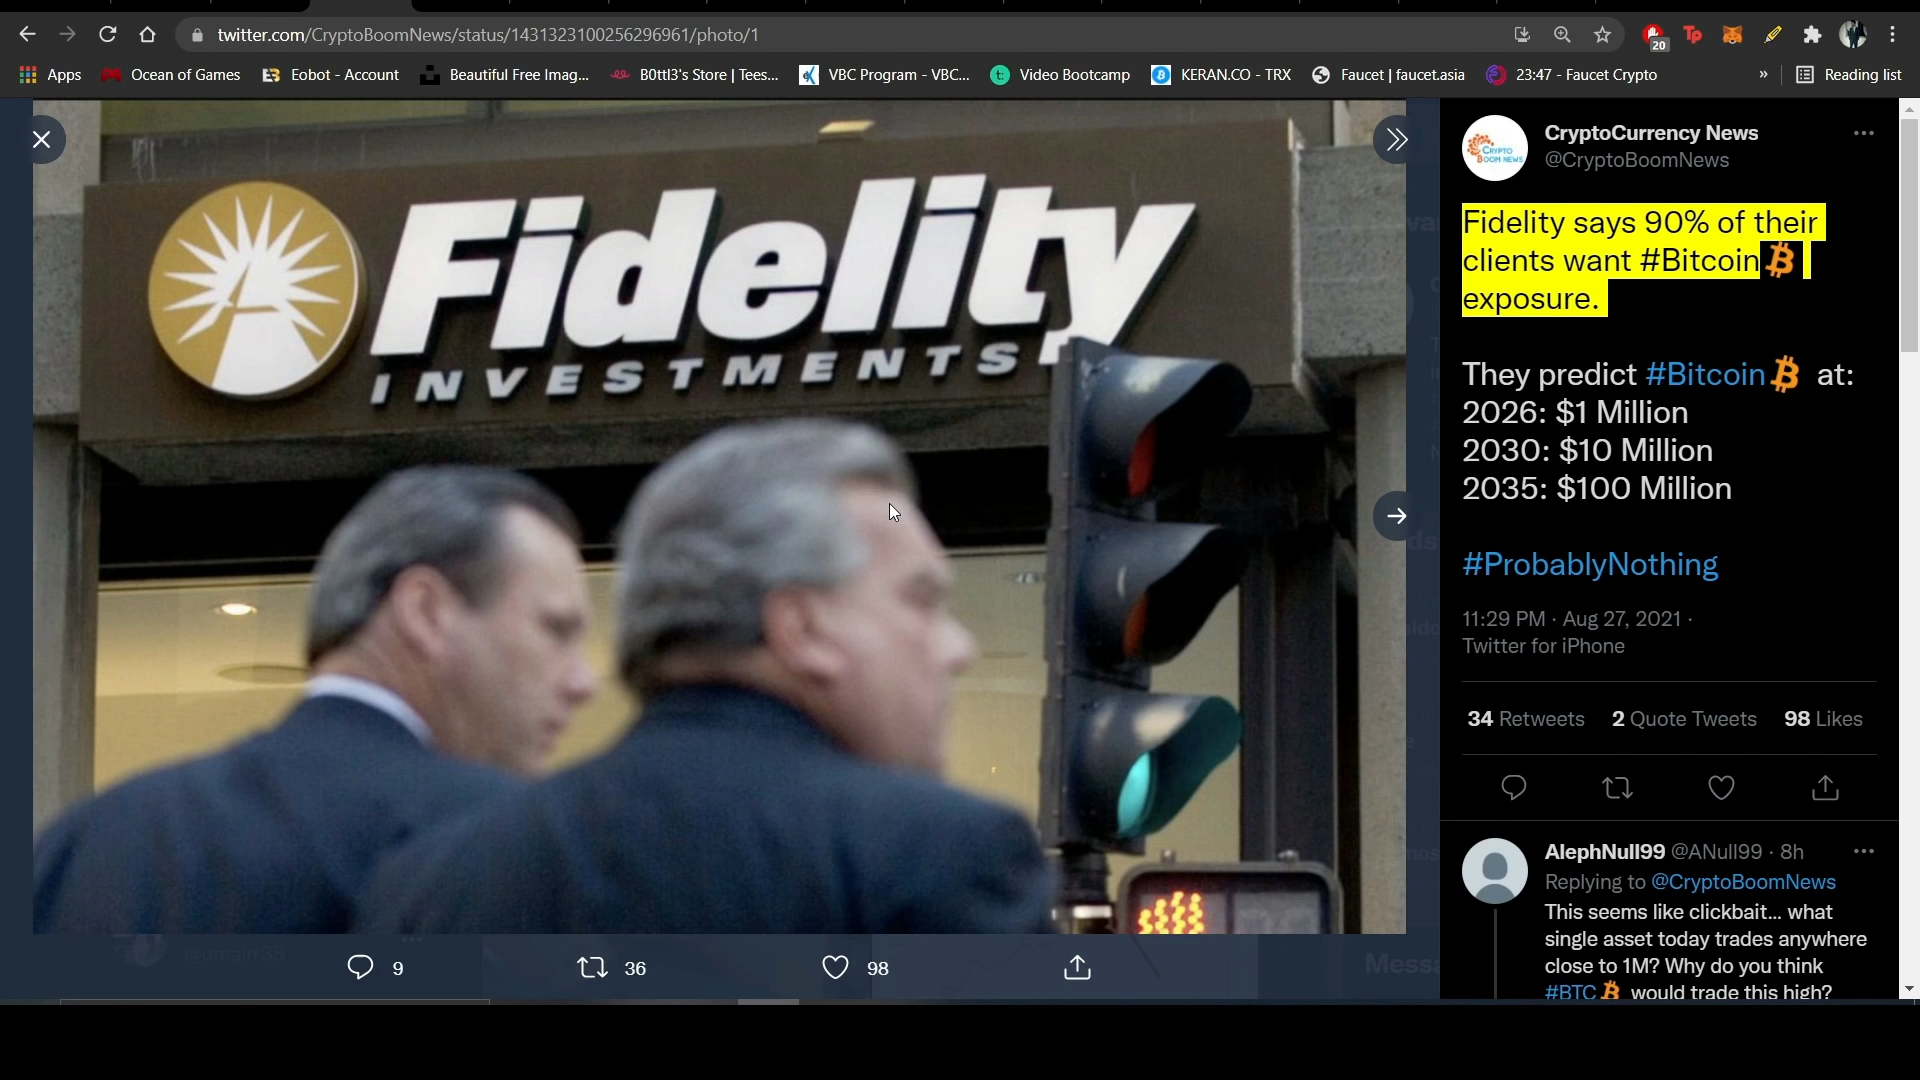 twitter.com/CryptoBoomNews/status/1431323100256296961/photo/1
20
Apps
Ocean of Games
Eobot - Account
Beautiful Free Imag...
B0ttl3's Store | Tees...
VBC Program - VBC...
Video Bootcamp
KERAN.CO - TRX
Faucet | faucet.asia
23:47 - Faucet Crypto
»
Reading list
Fidelity
INVESTMENTS
CRYPTO
BOOM NEWS
CryptoCurrency News
@CryptoBoomNews
Fidelity says 90% of their
clients want #Bitcoin
exposure.
They predict #Bitcoin at:
2026: $1 Million
2030: $10 Million
2035: $100 Million
#ProbablyNothing
11:29 PM · Aug 27, 2021 ·
Twitter for iPhone
34 Retweets 2 Quote Tweets 98 Likes
AlephNull99 @ANull99 · 8h
Replying to @CryptoBoomNews
This seems like clickbait... what
single asset today trades anywhere
close to 1M? Why do you think
#BTC would trade this high?
9
36
98